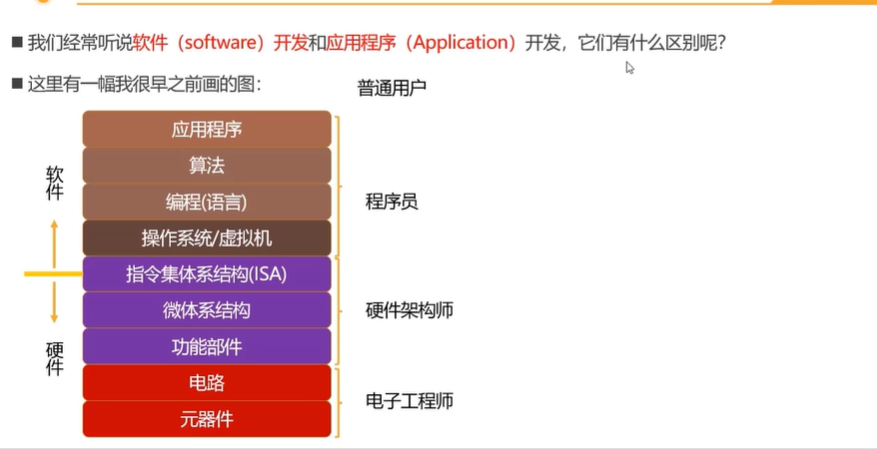 ■ 我们经常听说软件（software）开发和应用程序（Application）开发，它们有什么区别呢？
■ 这里有一幅我很早之前画的图：
普通用户
应用程序
算法
编程(语言)
操作系统/虚拟机
指令集体系结构(ISA)
微体系结构
功能部件
电路
元器件
软件
硬件
程序员
硬件架构师
电子工程师